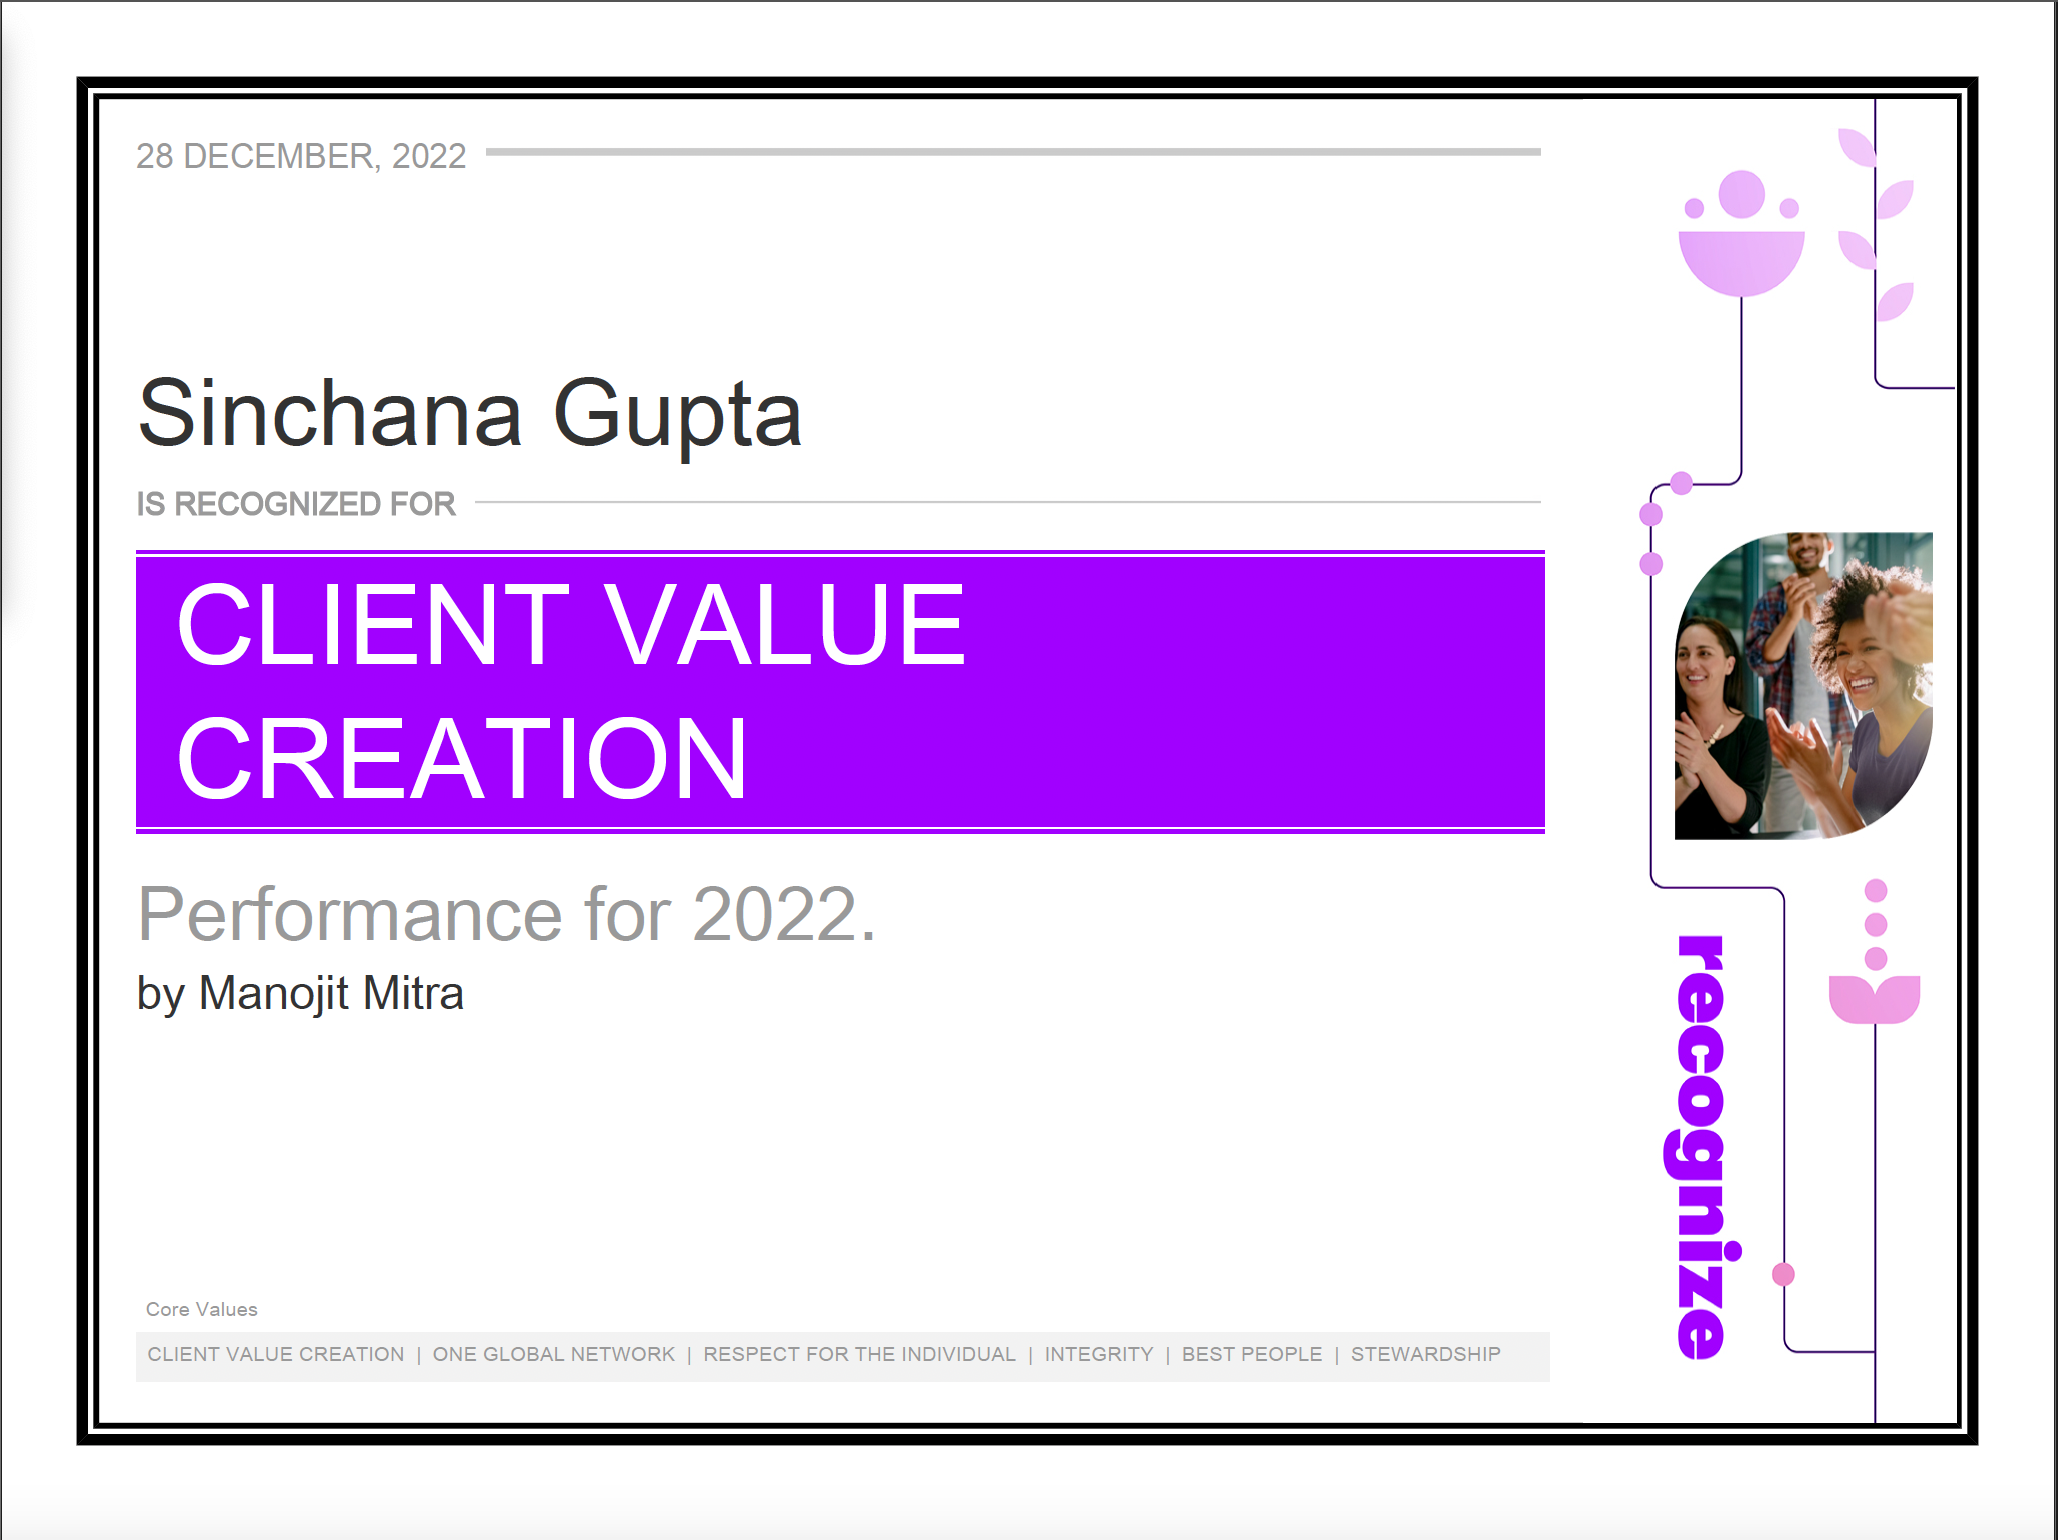 28 DECEMBER, 2022
Sinchana Gupta
IS RECOGNIZED FOR
CLIENT VALUE
CREATION
Performance for 2022.
by Manojit Mitra
recognize
Core Values
CLIENT VALUE CREATION | ONE GLOBAL NETWORK | RESPECT FOR THE INDIVIDUAL | INTEGRITY | BEST PEOPLE | STEWARDSHIP